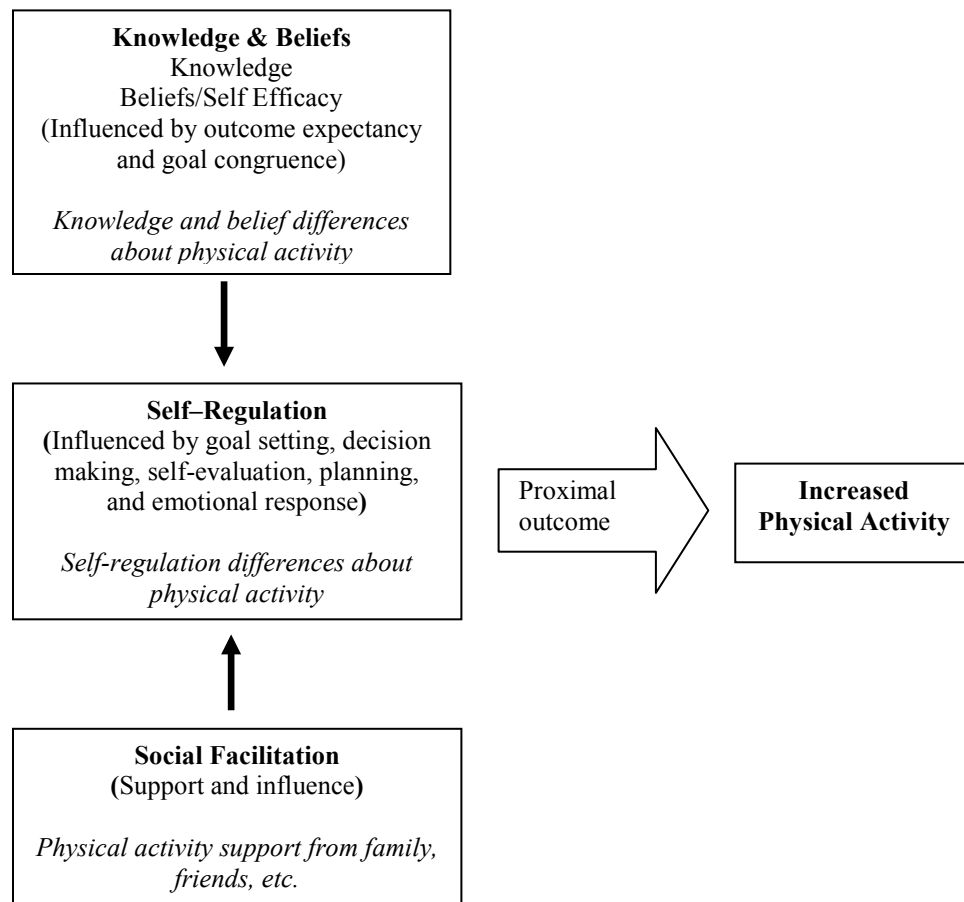 Knowledge & Beliefs
Knowledge
Beliefs/Self Efficacy
(Influenced by outcome expectancy
and goal congruence)
Knowledge and belief differences
about physical activity
Self–Regulation
(Influenced by goal setting, decision
making, self-evaluation, planning,
and emotional response)
Self-regulation differences about
physical activity
Proximal
outcome
Increased
Physical Activity
Social Facilitation
(Support and influence)
Physical activity support from family,
friends, etc.